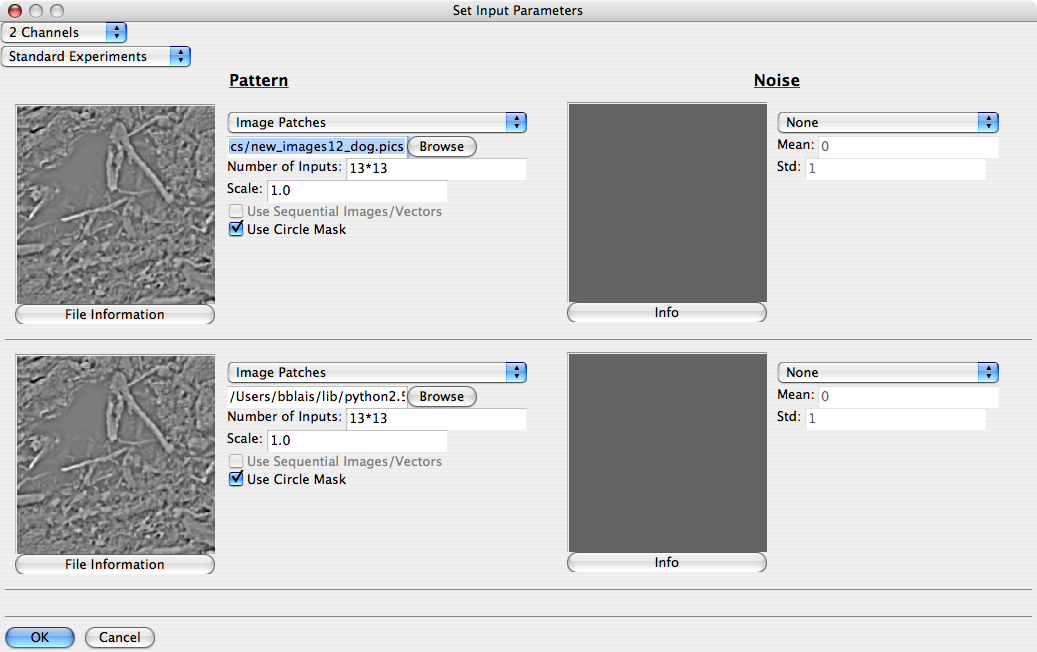 Set Input Parameters
2 Channels
Standard Experiments
Pattern
Noise
Image Patches
cs/new_images12_dog.pics Browse
Number of Inputs: 13*13
Scale: 1.0
Use Sequential Images/Vectors
Use Circle Mask
File Information
None
Mean: 0
Std: 1
Info
Image Patches
/Users/bblais/lib/python2.5 Browse
Number of Inputs: 13*13
Scale: 1.0
Use Sequential Images/Vectors
Use Circle Mask
File Information
None
Mean: 0
Std: 1
Info
OK Cancel